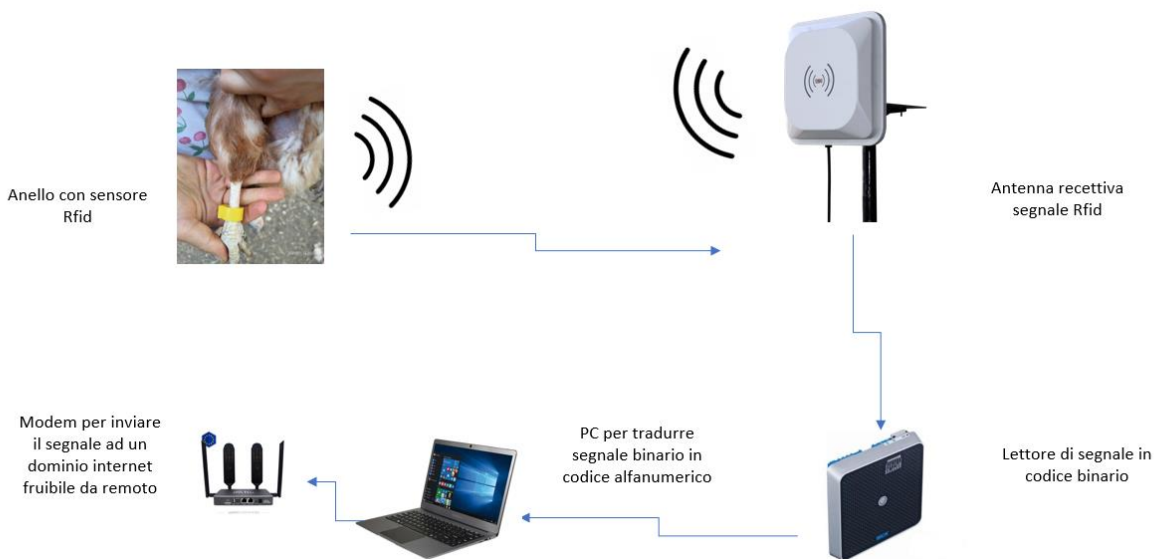 Anello con sensore
Rfid
Antenna recettiva
segnale Rfid
Modem per inviare
il segnale ad un
dominio internet
fruibile da remoto
PC per tradurre
segnale binario in
codice alfanumerico
Lettore di segnale in
codice binario